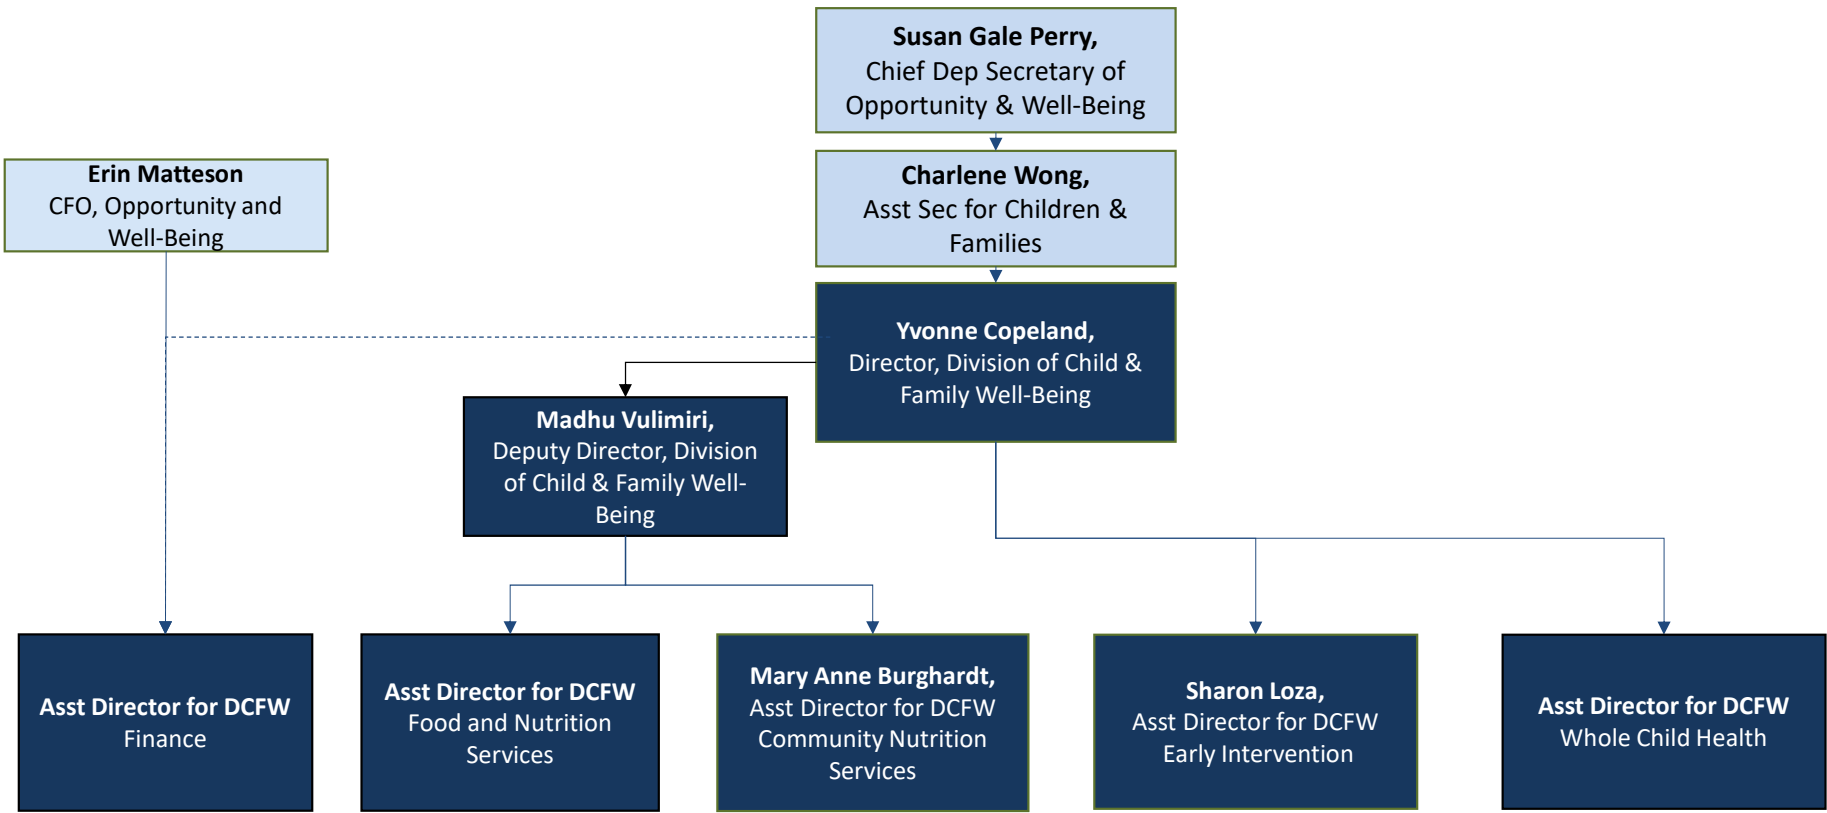 Susan Gale Perry,
Chief Dep Secretary of
Opportunity & Well-Being
Erin Matteson
CFO, Opportunity and
Well-Being
Charlene Wong,
Asst Sec for Children &
Families
Yvonne Copeland,
Director, Division of Child &
Family Well-Being
Madhu Vulimiri,
Deputy Director, Division
of Child & Family Well-
Being
Asst Director for DCFW
Finance
Asst Director for DCFW
Food and Nutrition
Services
Mary Anne Burghardt,
Asst Director for DCFW
Community Nutrition
Services
Sharon Loza,
Asst Director for DCFW
Early Intervention
Asst Director for DCFW
Whole Child Health